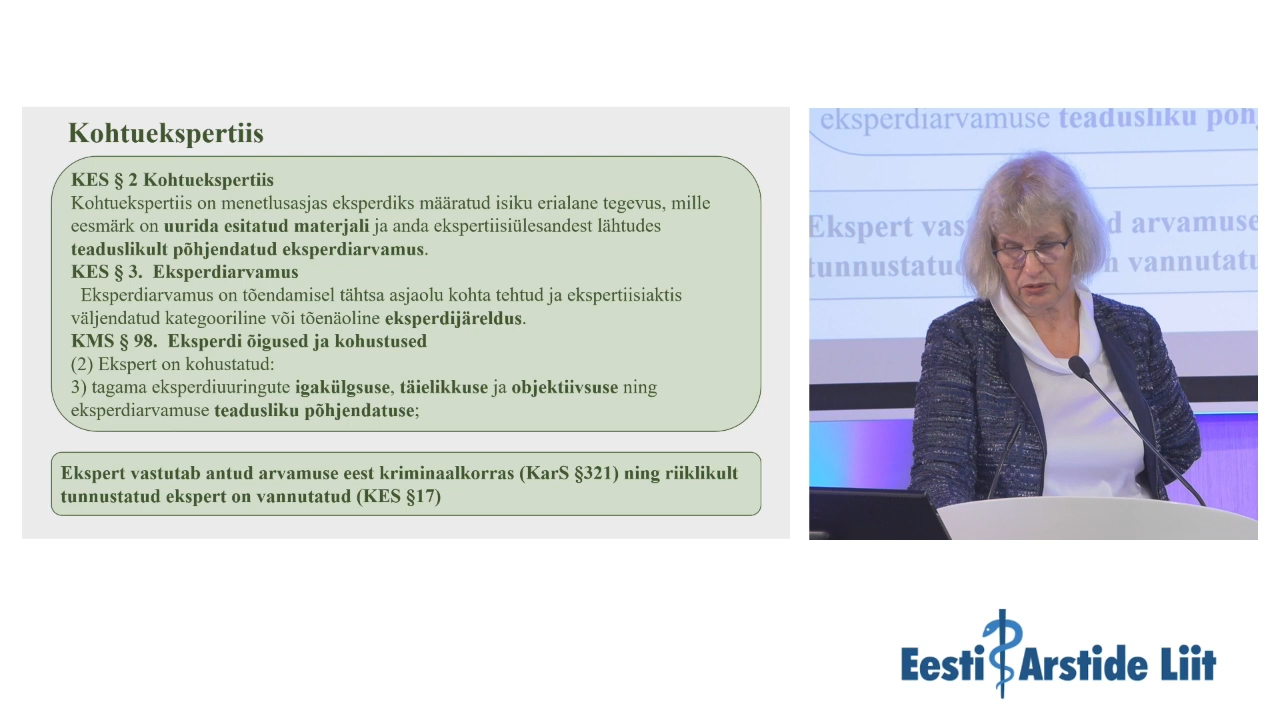 Kohtuekspertiis
KES § 2 Kohtuekspertiis
Kohtuekspertiis on menetlusasjas eksperdiks määratud isiku erialane tegevus, mille
eesmärk on uurida esitatud materjali ja anda ekspertiisiülesandest lähtudes
teaduslikult põhjendatud eksperdiarvamus.
KES § 3. Eksperdiarvamus
Eksperdiarvamus on tõendamisel tähtsa asjaolu kohta tehtud ja ekspertiisiaktis
väljendatud kategooriline või tõenäoline eksperdijäreldus.
KMS § 98. Eksperdi õigused ja kohustused
(2) Ekspert on kohustatud:
3) tagama eksperdiuuringute igakülgsuse, täielikkuse ja objektiivsuse ning
eksperdiarvamuse teadusliku põhjendatuse;
Ekspert vastutab antud arvamuse eest kriminaalkorras (KarS §321) ning riiklikult
tunnustatud ekspert on vannutatud (KES §17)
eksperdiarvamuse teadusliku põh
Ekspert vas d arvamuse
tunnustatud n vannutatu
Eesti Arstide Liit